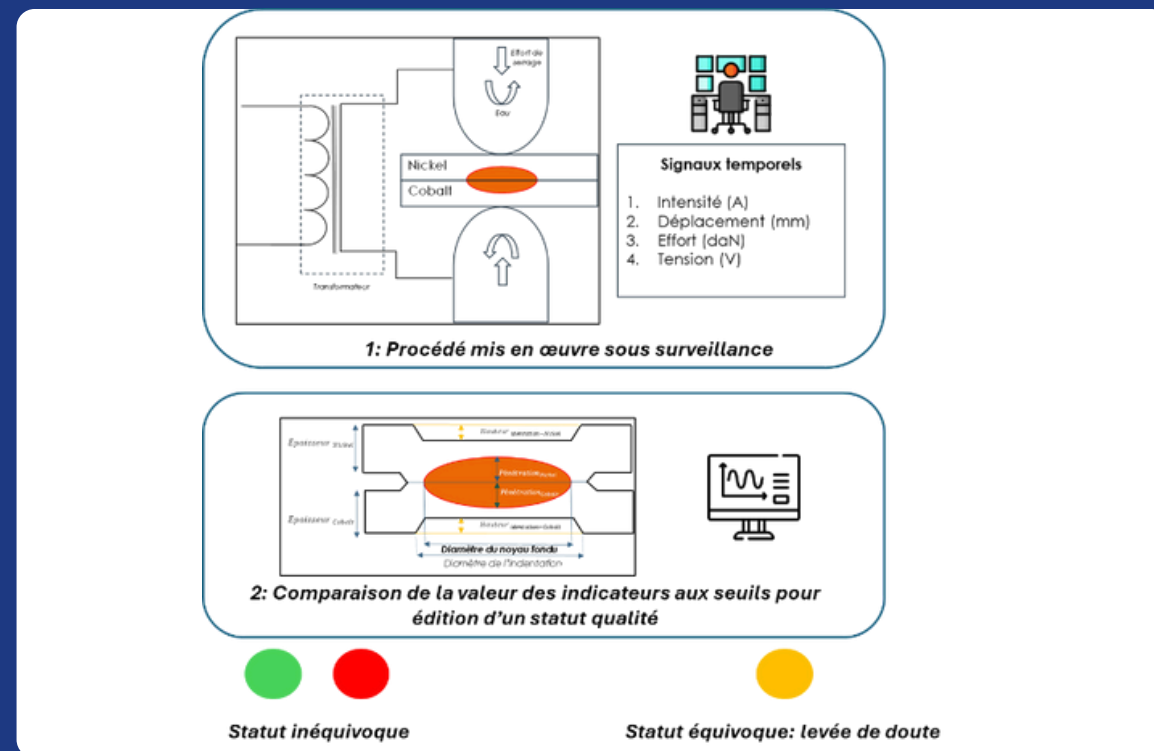 Effort de
serrage
Eau
Nickel
Cobalt
Transformateur
Signaux temporels
1. Intensité (A)
2. Déplacement (mm)
3. Effort (daN)
4. Tension (V)
1: Procédé mis en œuvre sous surveillance
Epaisseur Nickel
Pénétration
Pénétration
Epaisseur Cobalt
Diamètre du noyau fondu
Diamètre de l'indentation
2: Comparaison de la valeur des indicateurs aux seuils pour
édition d'un statut qualité
Statut inéquivoque
Statut équivoque: levée de doute